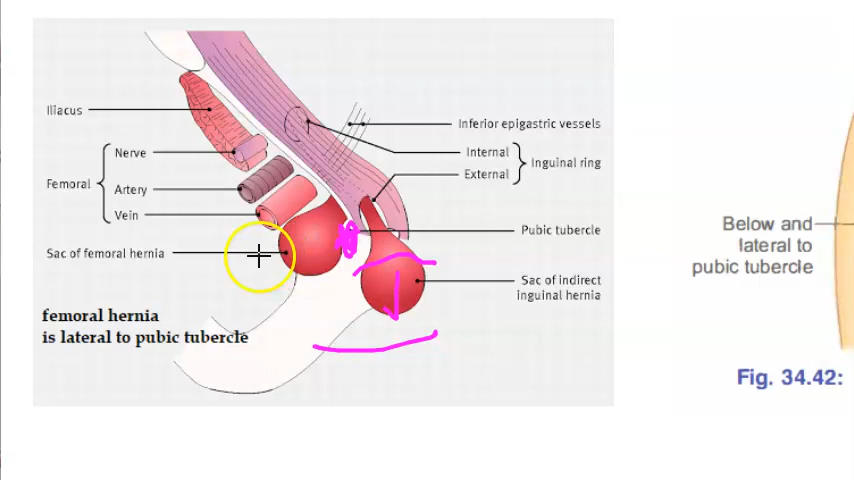 Iliacus
Nerve
Femoral
Artery
Vein
Sac of femoral hernia
Inferior epigastric vessels
Internal
Inguinal ring
External
Pubic tubercle
Sac of indirect
inguinal hernia
femoral hernia
is lateral to pubic tubercle
Below and
lateral to
pubic tubercle
Fig. 34.42: